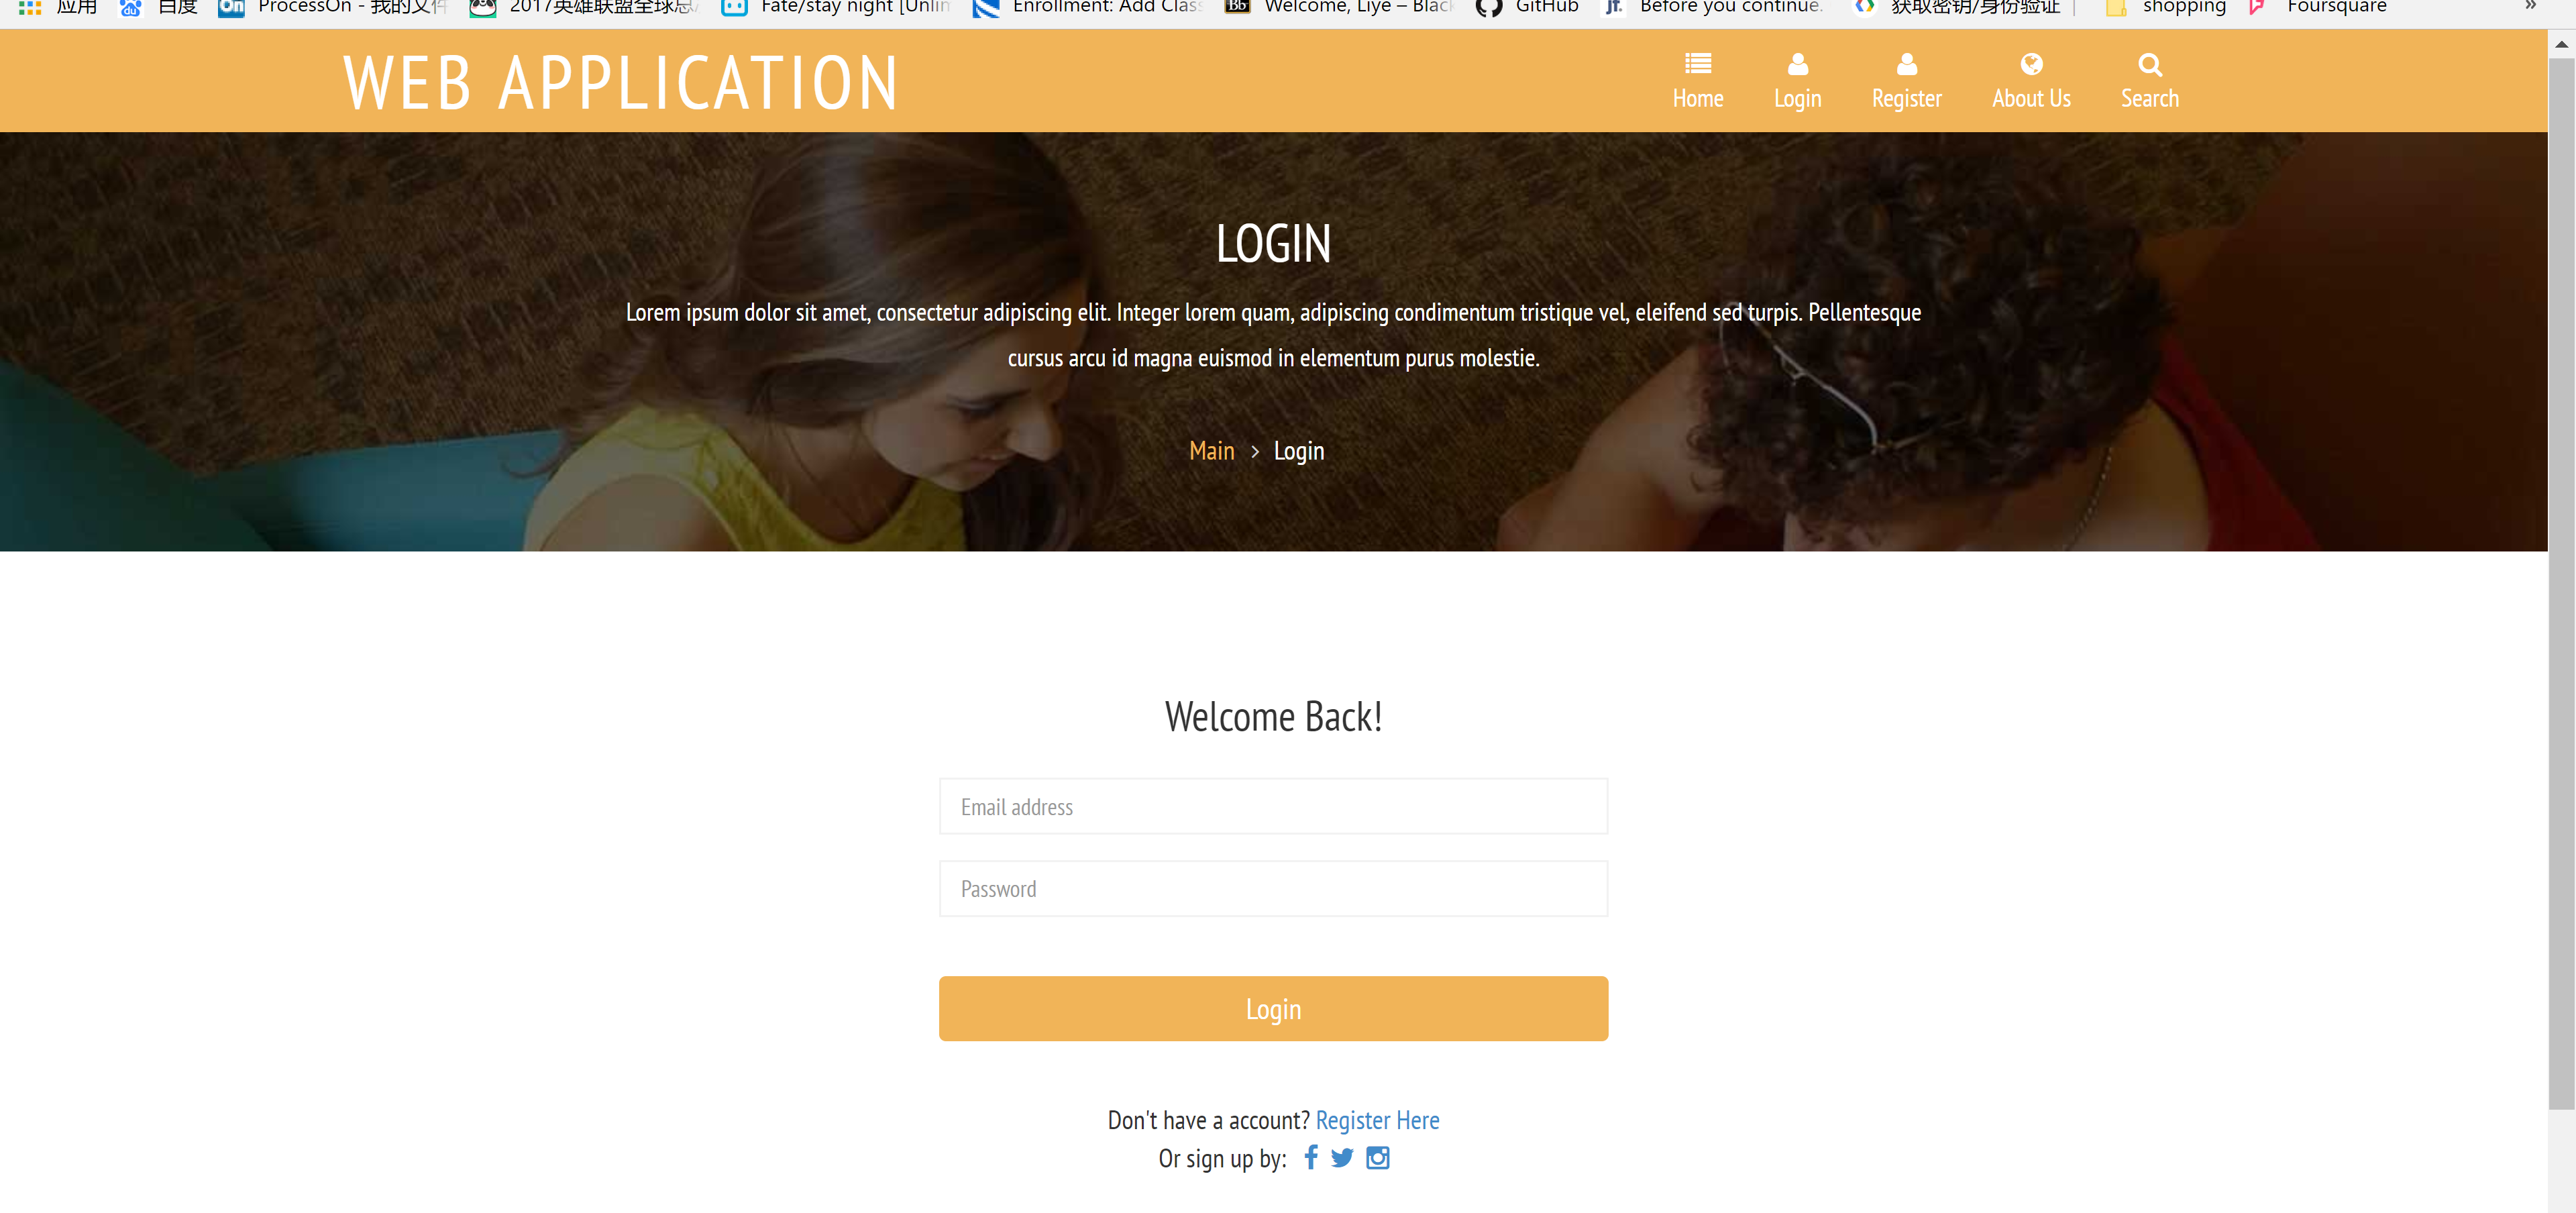 应用 百度 ProcessOn - 我的文件 2017英雄联盟全球总 Fate/stay night [Unlim Enrollment: Add Class Bb Welcome, Liye – Black GitHub jf. Before you continue. 获取密钥/身份验证 shopping Foursquare »
WEB APPLICATION
Home Login Register About Us Search
LOGIN
Lorem ipsum dolor sit amet, consectetur adipiscing elit. Integer lorem quam, adipiscing condimentum tristique vel, eleifend sed turpis. Pellentesque
cursus arcu id magna euismod in elementum purus molestie.
Main > Login
Welcome Back!
Email address
Password
Login
Don't have a account? Register Here
Or sign up by: